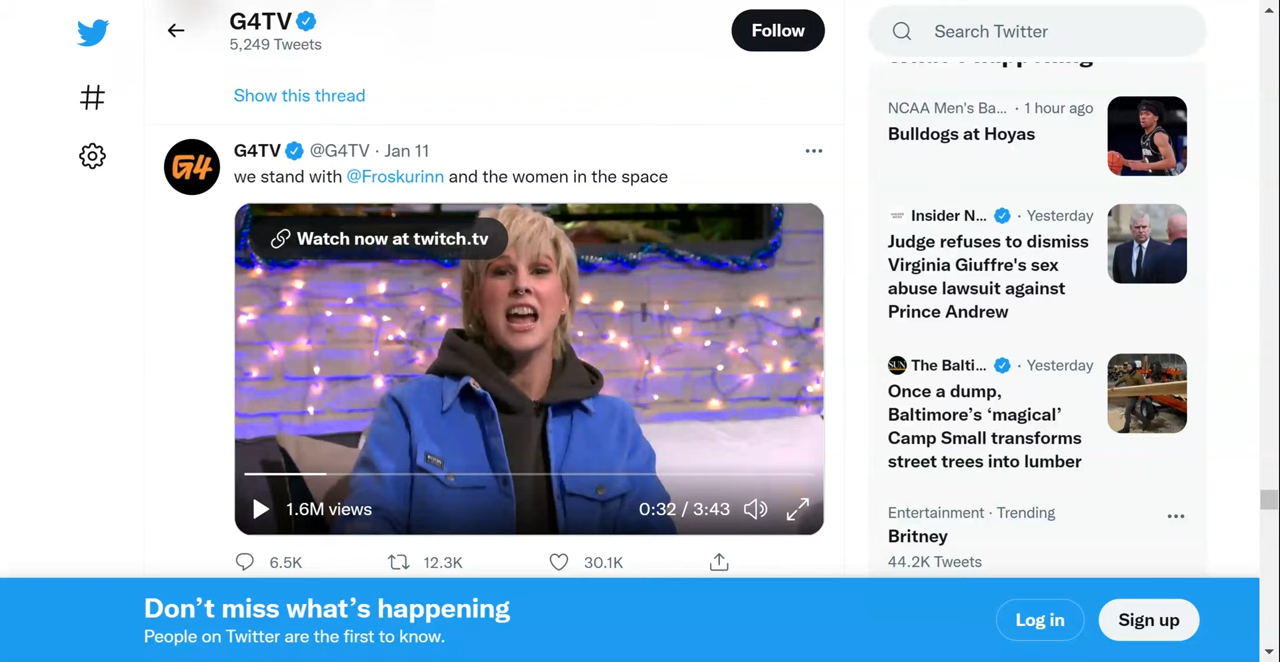 G4TV
5,249 Tweets
Follow
Show this thread
G4
G4TV @G4TV · Jan 11
we stand with @Froskurinn and the women in the space
Watch now at twitch.tv
1.6M views
0:32 / 3:43
6.5K
12.3K
30.1K
Search Twitter
NCAA Men's Ba... · 1 hour ago
Bulldogs at Hoyas
Insider N... · Yesterday
Judge refuses to dismiss
Virginia Giuffre's sex
abuse lawsuit against
Prince Andrew
SUN
The Balti... · Yesterday
Once a dump,
Baltimore's ‘magical’
Camp Small transforms
street trees into lumber
Entertainment · Trending
Britney
44.2K Tweets
Don't miss what's happening
People on Twitter are the first to know.
Log in
Sign up